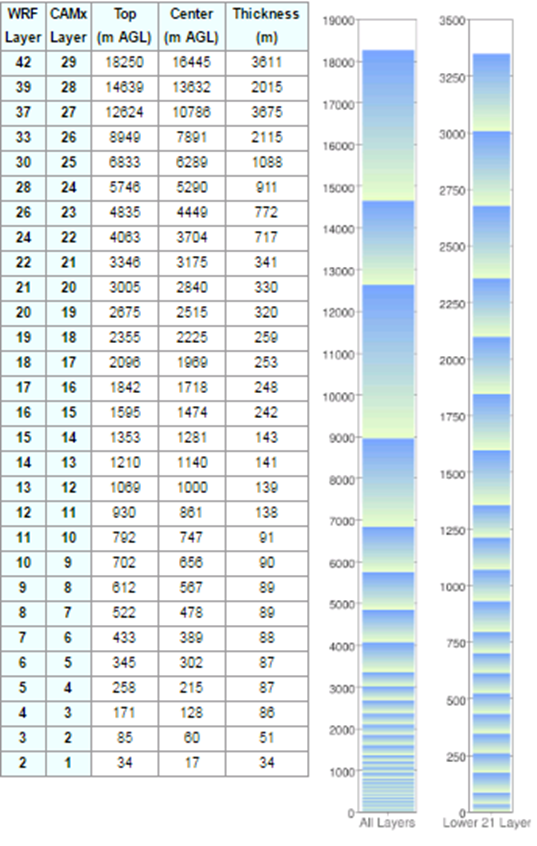 WRF CAMx Top Center Thickness
Layer Layer (m AGL) (m AGL) (m)
42 29 18250 16445 3611
39 28 14639 13632 2015
37 27 12624 10786 3675
33 26 8949 7891 2115
30 25 6833 6289 1088
28 24 5746 5290 911
26 23 4835 4449 772
24 22 4063 3704 717
22 21 3346 3175 341
21 20 3005 2840 330
20 19 2675 2515 320
19 18 2355 2225 259
18 17 2096 1969 253
17 16 1842 1718 248
16 15 1595 1474 242
15 14 1353 1281 143
14 13 1210 1140 141
13 12 1069 1000 139
12 11 930 861 138
11 10 792 747 91
10 9 702 656 90
9 8 612 567 89
8 7 522 478 89
7 6 433 389 88
6 5 345 302 87
5 4 258 215 87
4 3 171 128 86
3 2 85 60 51
2 1 34 17 34
19000
18000
17000
16000
15000
14000
13000
12000
11000
10000
9000
8000
7000
6000
5000
4000
3000
2000
1000
0
All Layers
3500
3250
3000
2750
2500
2250
2000
1750
1500
1250
1000
750
500
250
0
Lower 21 Layer